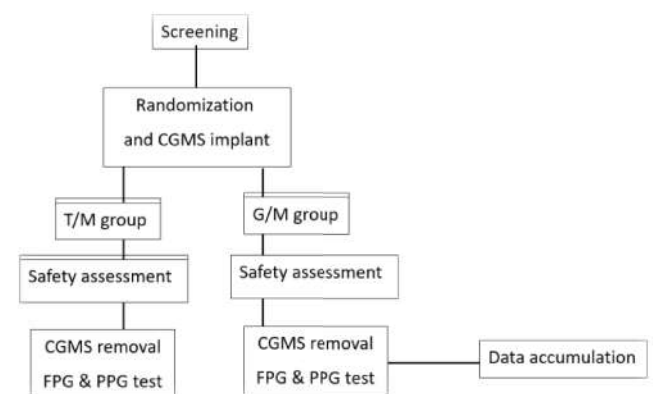 Screening
Randomization
and CGMS implant
T/M group
G/M group
Safety assessment
Safety assessment
CGMS removal
FPG & PPG test
CGMS removal
FPG & PPG test
Data accumulation